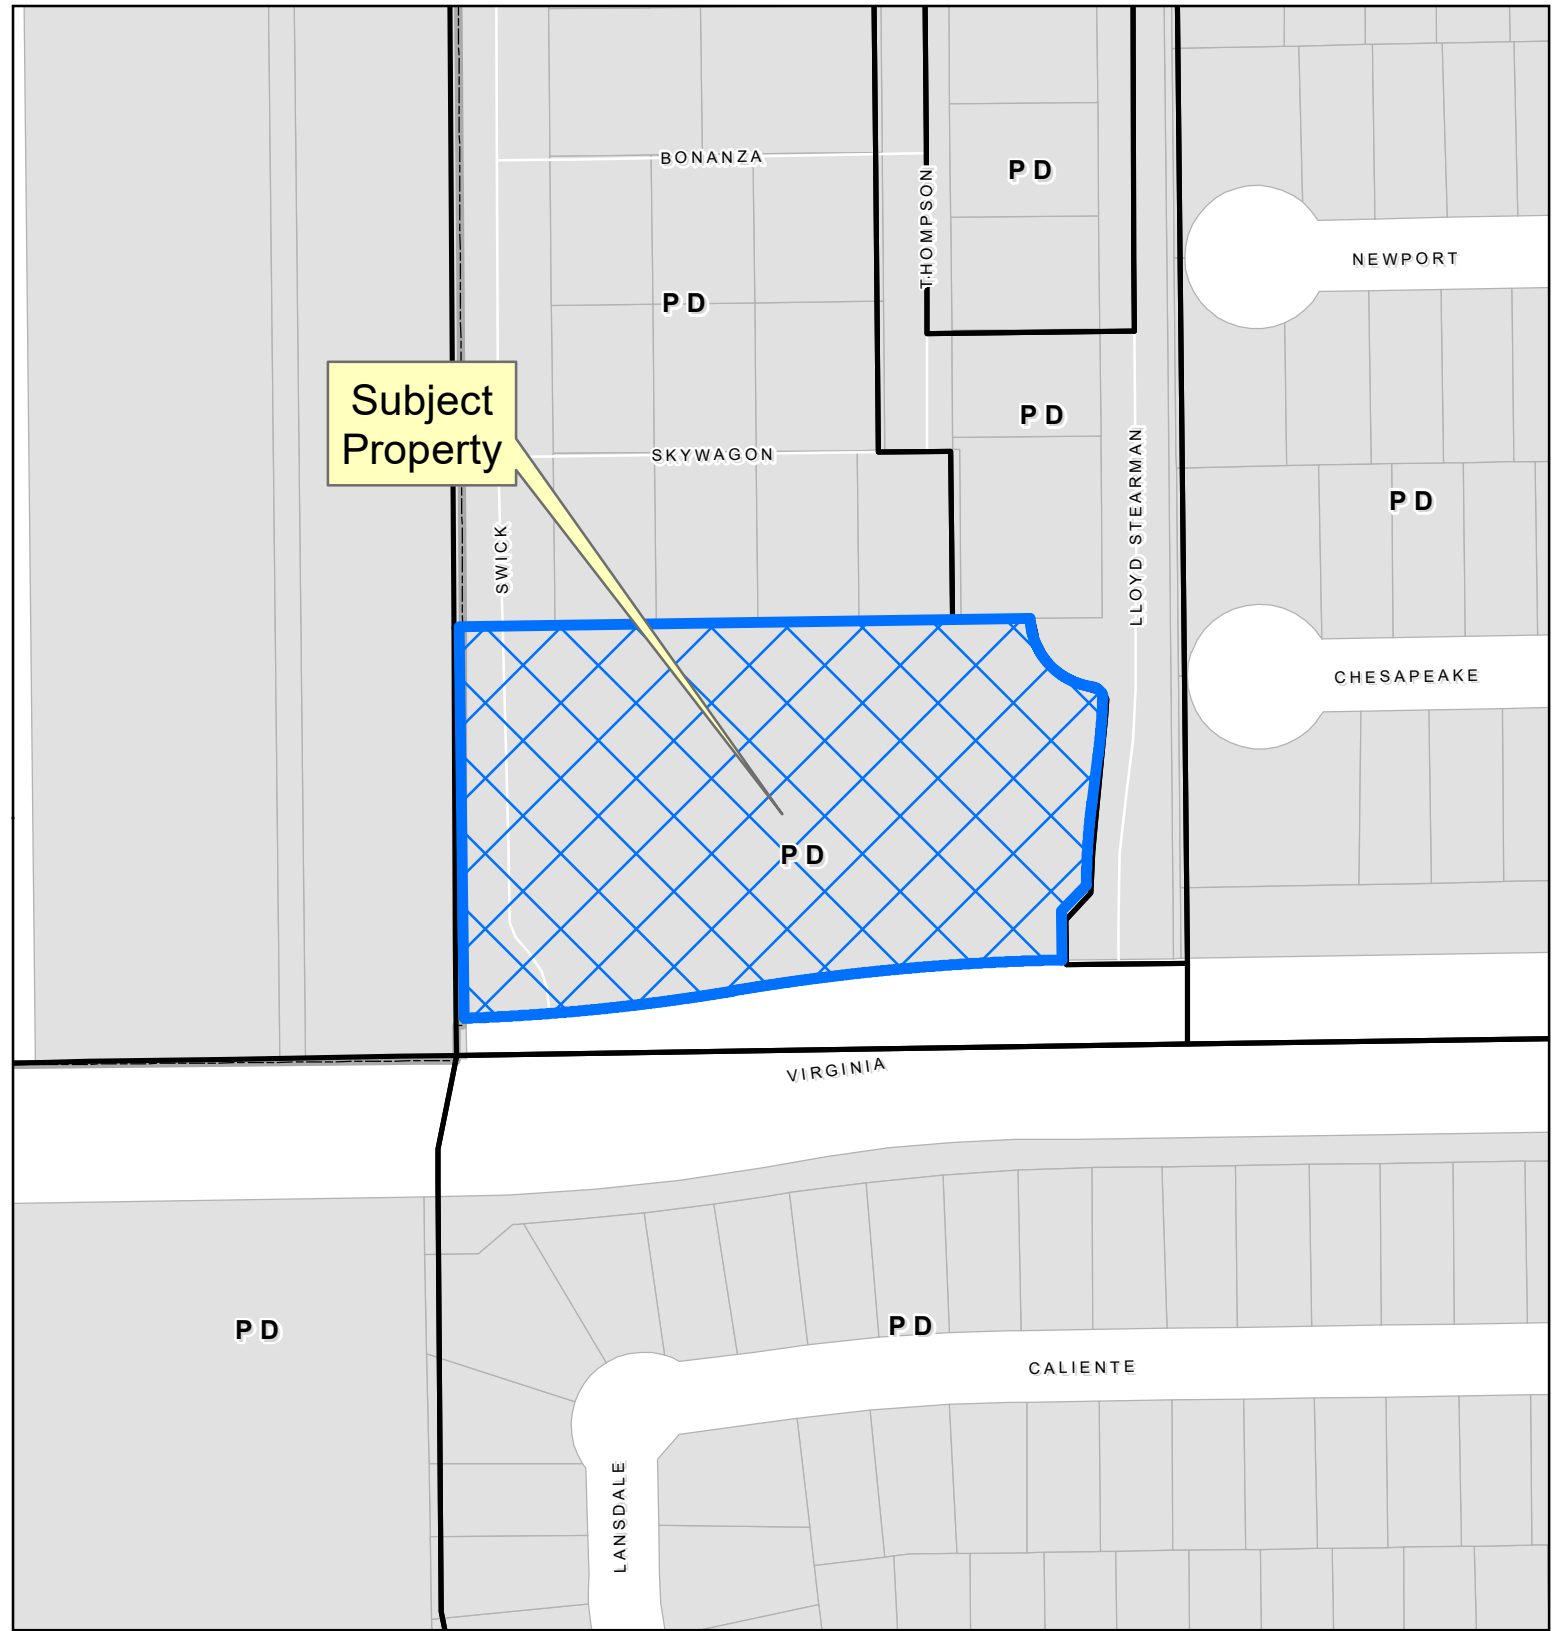 BONANZA
PD
THOMPSON
NEWPORT
PD
Subject
Property
PD
SKYWAGON
LLOYD STEARMAN
PD
SWICK
CHESAPEAKE
PD
VIRGINIA
PD
PD
CALIENTE
LANSDALE